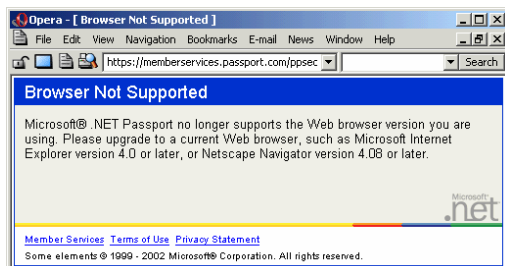 Opera - [ Browser Not Supported ]
File Edit View Navigation Bookmarks E-mail News Window Help
https://memberservices.passport.com/ppsec Search
Browser Not Supported
Microsoft® .NET Passport no longer supports the Web browser version you are
using. Please upgrade to a current Web browser, such as Microsoft Internet
Explorer version 4.0 or later, or Netscape Navigator version 4.08 or later.
Microsoft
.net
Member Services Terms of Use Privacy Statement
Some elements © 1999 - 2002 Microsoft® Corporation. All rights reserved.